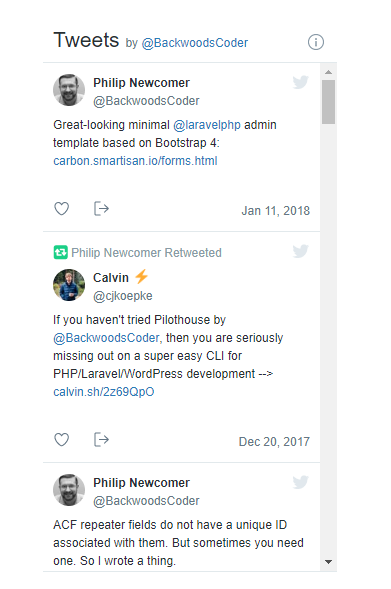 Tweets by @BackwoodsCoder
Philip Newcomer
@BackwoodsCoder
Great-looking minimal @laravelphp admin
template based on Bootstrap 4:
carbon.smartisan.io/forms.html
Jan 11, 2018
Philip Newcomer Retweeted
Calvin ⚡
@cjkoepke
If you haven't tried Pilothouse by
@BackwoodsCoder, then you are seriously
missing out on a super easy CLI for
PHP/Laravel/WordPress development -->
calvin.sh/2z69QpO
Dec 20, 2017
Philip Newcomer
@BackwoodsCoder
ACF repeater fields do not have a unique ID
associated with them. But sometimes you need
one. So I wrote a thing.